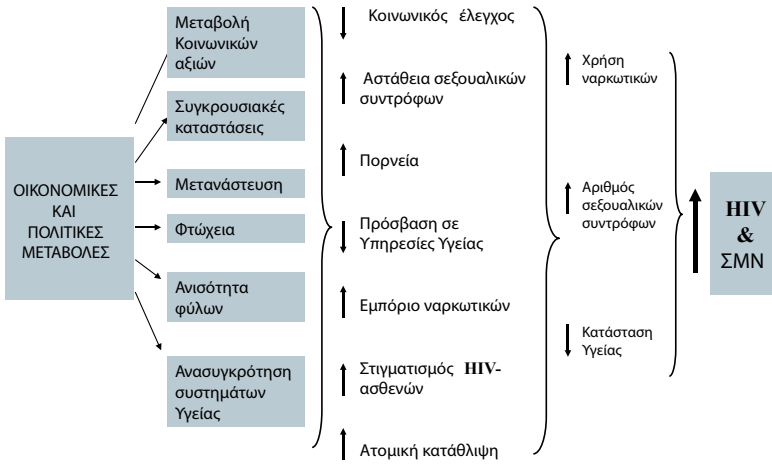 ΟΙΚΟΝΟΜΙΚΕΣ
ΚΑΙ
ΠΟΛΙΤΙΚΕΣ
ΜΕΤΑΒΟΛΕΣ
Μεταβολή
Κοινωνικών
αξιών
Συγκρουσιακές
καταστάσεις
Μετανάστευση
Φτώχεια
Ανισότητα
φύλων
Ανασυγκρότηση
συστημάτων
Υγείας
Κοινωνικός έλεγχος
Αστάθεια σεξουαλικών
συντρόφων
Πορνεία
Πρόσβαση σε
Υπηρεσίες Υγείας
Εμπόριο ναρκωτικών
Στιγματισμός HIV-
ασθενών
Ατομική κατάθλιψη
Χρήση
ναρκωτικών
Αριθμός
σεξουαλικών
συντρόφων
Κατάσταση
Υγείας
HIV
&
ΣΜΝ